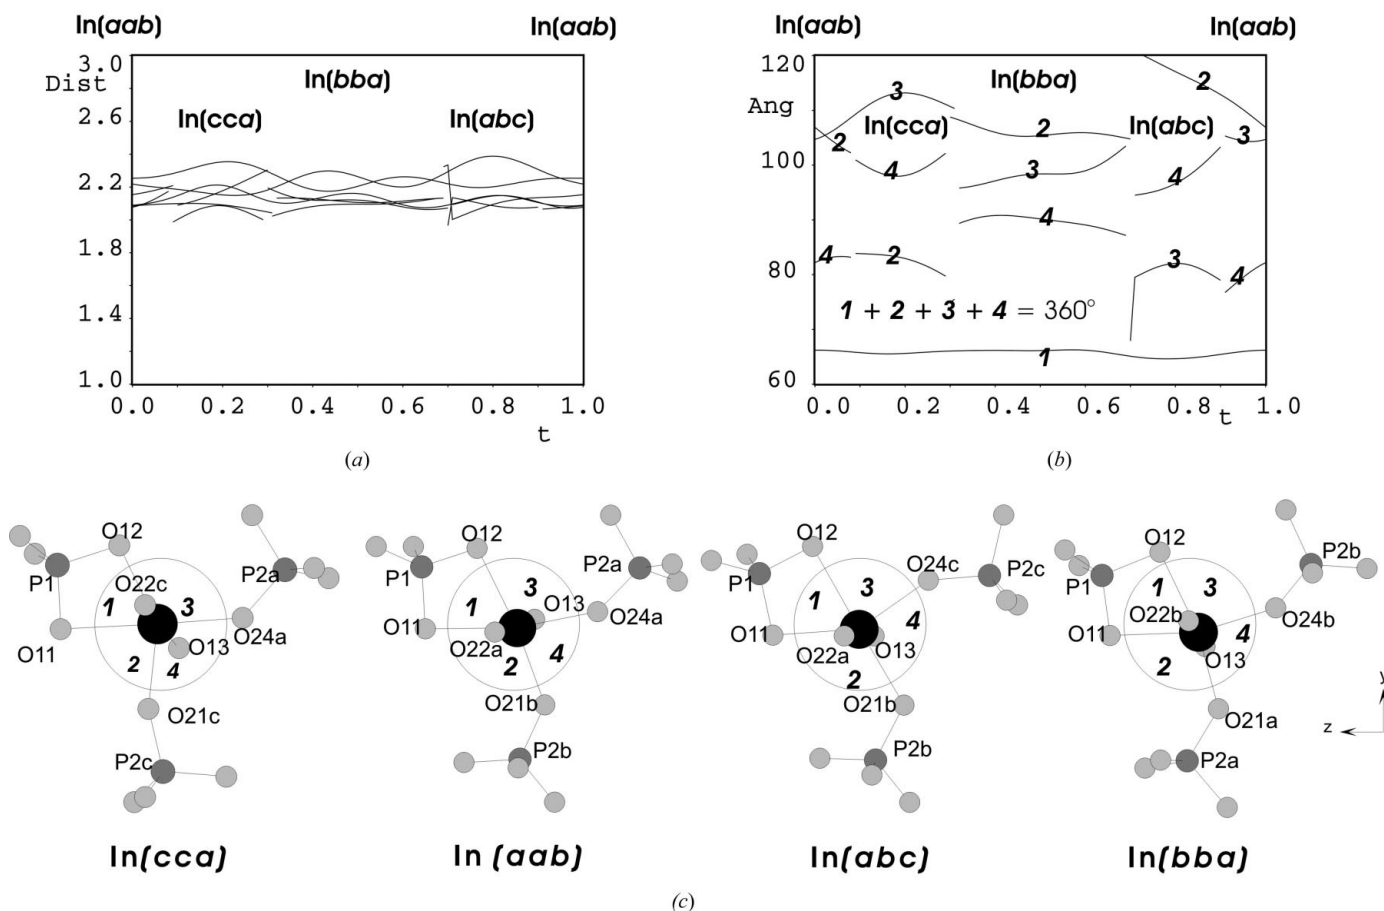 In(aab)
In(aab)
3.0
Dist
2.6
2.2
1.8
1.4
1.0
In(bba)
In(cca)
In(abc)
0.0
0.2
0.4
0.6
0.8
1.0
t
(a)
In(aab)
In(aab)
120
Ang
100
80
60
In(bba)
In(cca)
In(abc)
3
2
2
2
3
4
3
4
4
4
2
3
4
1 + 2 + 3 + 4 = 360°
1
0.0
0.2
0.4
0.6
0.8
t
1.0
(b)
O12
P1
O22c
P2a
1
3
O11
O13
O24a
2
4
O21c
P2c
In(cca)
O12
P1
P2a
3
1
O13
O24a
O11
O22a
2
4
O21b
P2b
In (aab)
O12
P1
O24c
P2c
3
1
4
O11
O22a
O13
2
O21b
P2b
In(abc)
O12
P1
P2b
1
3
O22b
O24b
O11
4
O13
2
O21a
P2a
In(bba)
y
z
(c)